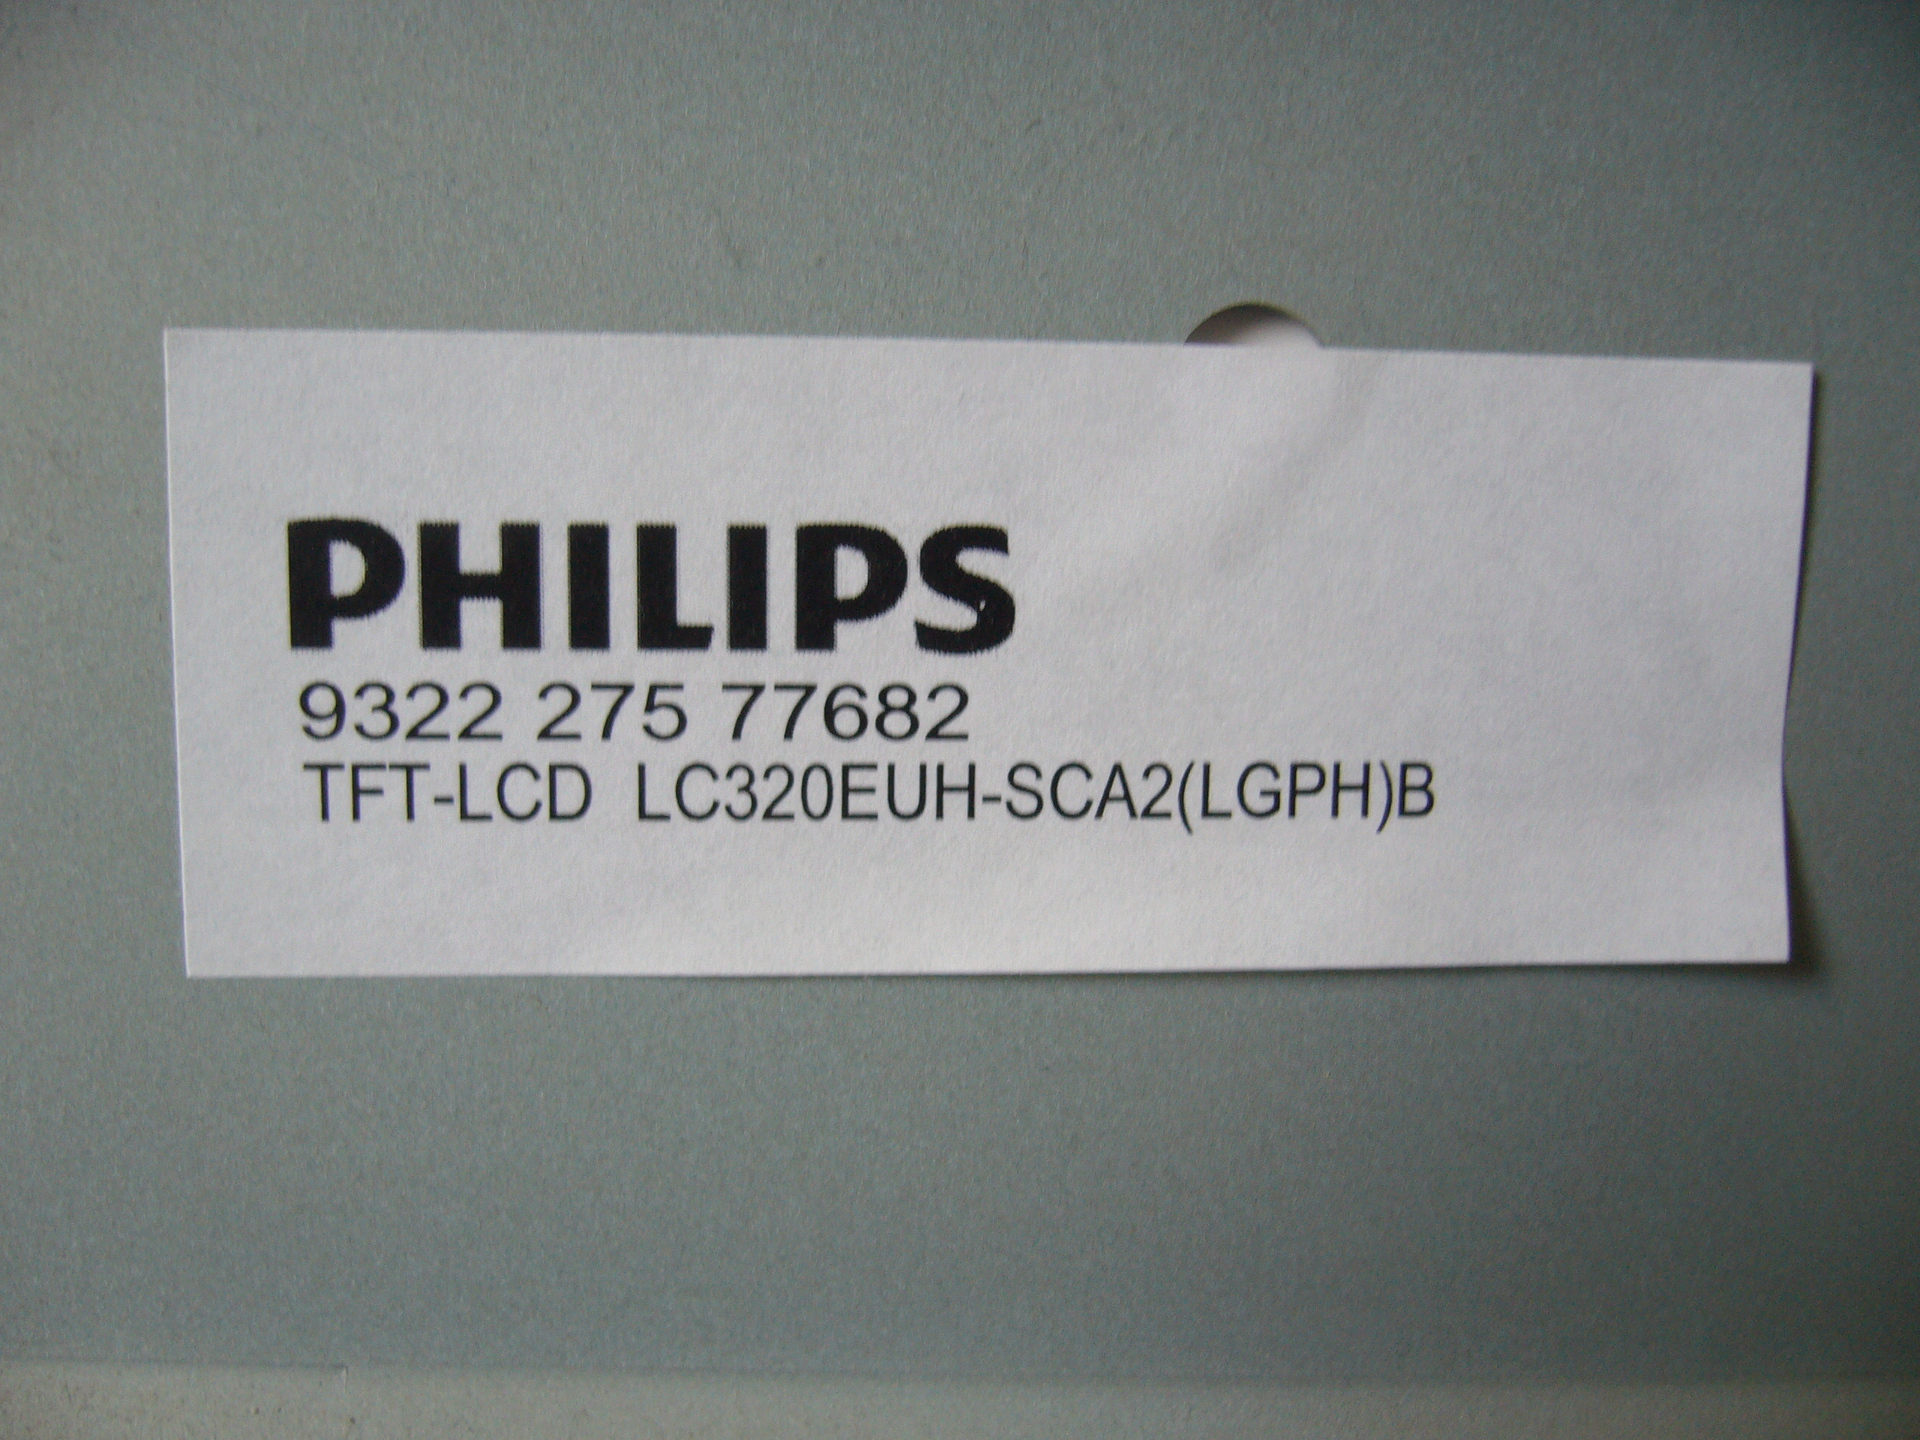 PHILIPS
9322 275 77682
TFT-LCD LC320EUH-SCA2(LGPH)B